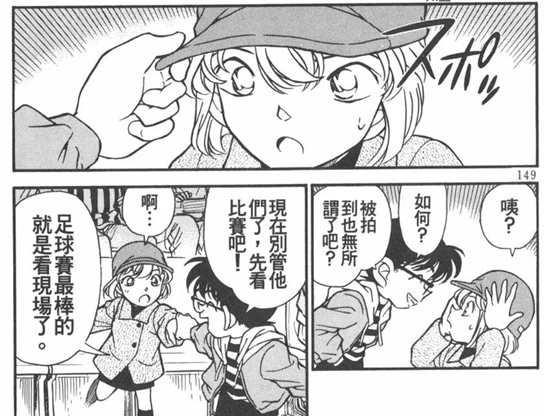 スポッ
149
咦？
如何？
被拍
到也無所
謂了吧？
現在別管他
們了，先看
比賽吧！
啊…
足球賽最棒的
就是看現場了。